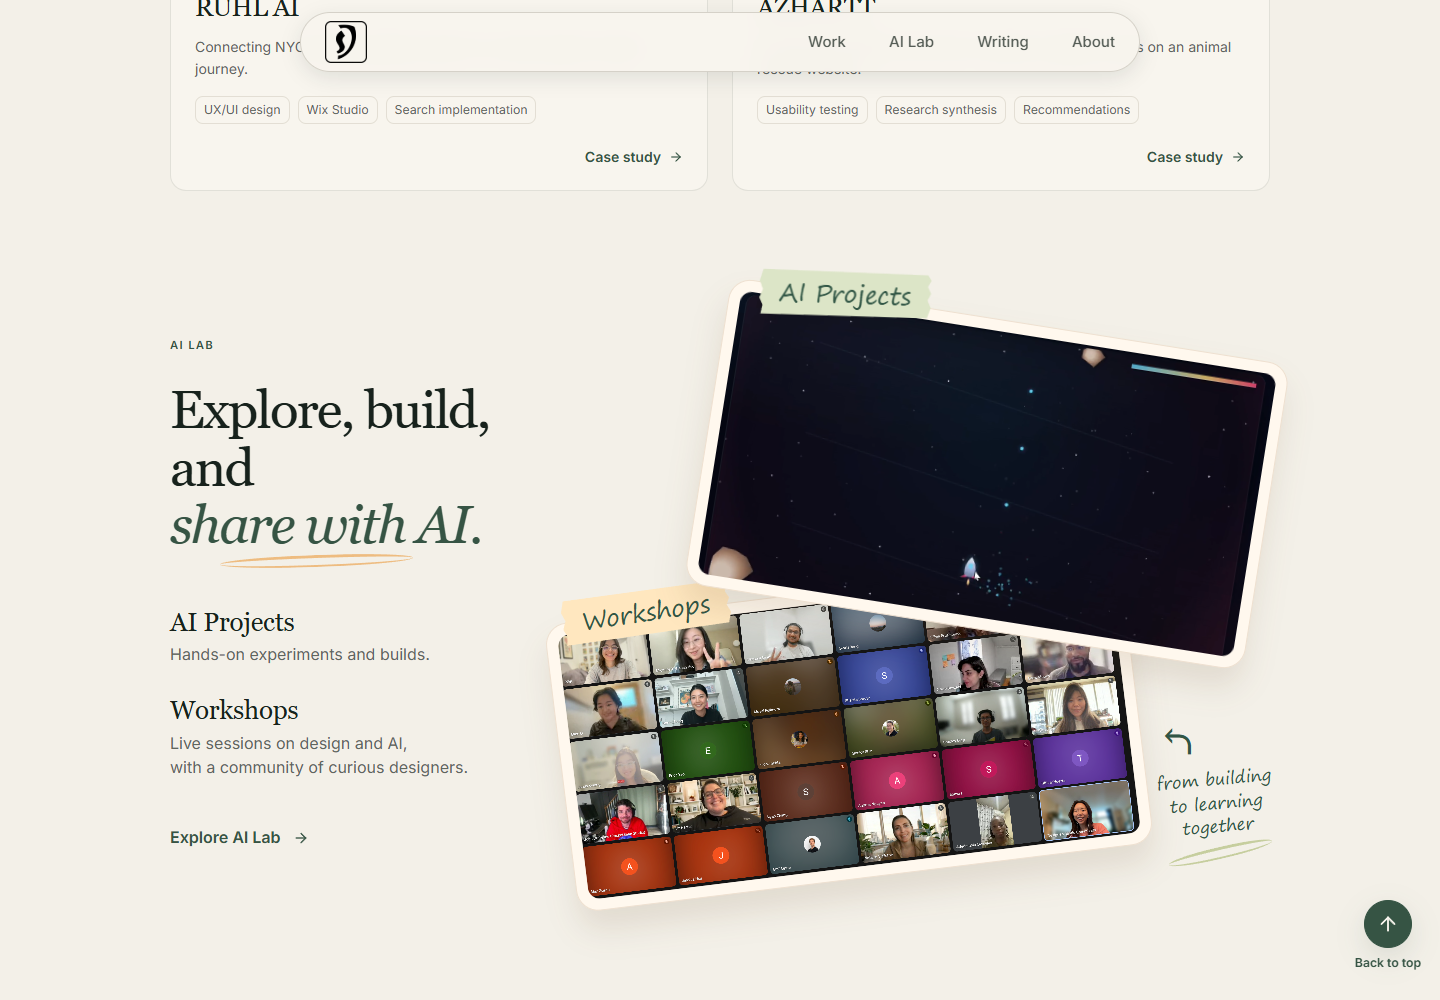 RUHL AI
AZHARTT
Work
AI Lab
Writing
About
Connecting NYC
journey.
s on an animal
rescue website.
UX/UI design
Wix Studio
Search implementation
Usability testing
Research synthesis
Recommendations
Case study
Case study
AI Projects
AI LAB
Explore, build,
and
share with AI.
AI Projects
Hands-on experiments and builds.
Workshops
Workshops
Live sessions on design and AI,
with a community of curious designers.
Explore AI Lab
S
E
S
A
S
T
A
J
from building
to learning
together
Back to top